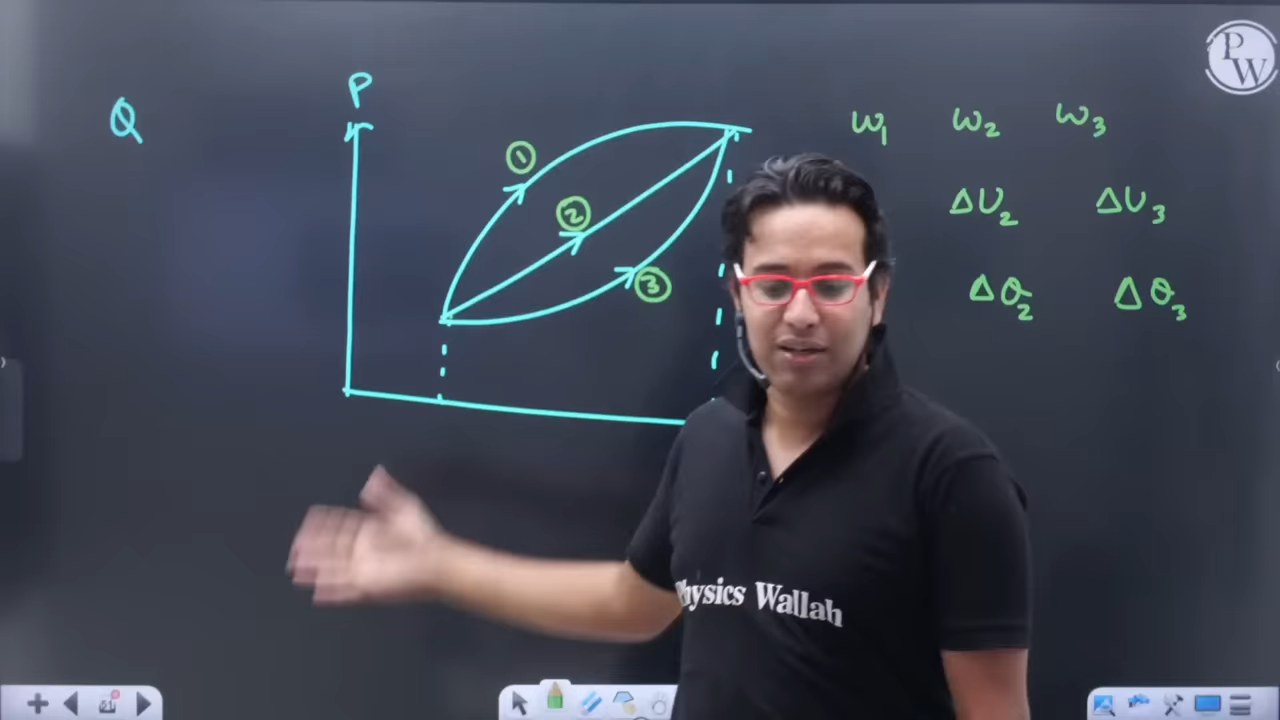 PW
P
Q
W1 W2 W3
①
ΔU2 ΔU3
②
③
ΔQ2 ΔQ3
Physics Wallah